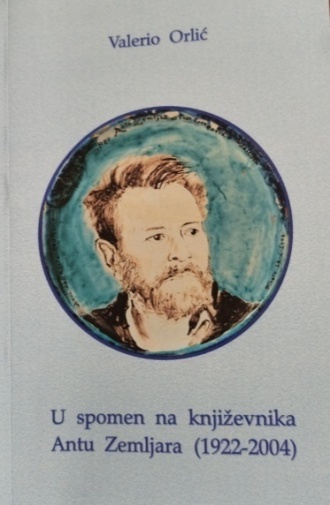 Valerio Orlić
U spomen na književnika
Antu Zemljara (1922-2004)